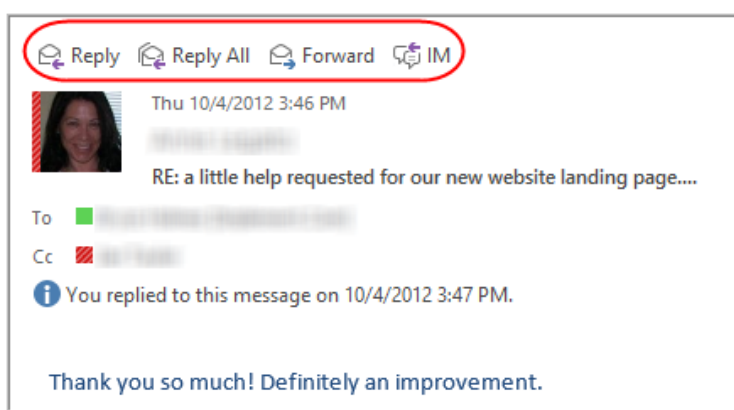 Reply Reply All Forward IM
Thu 10/4/2012 3:46 PM
RE: a little help requested for our new website landing page....
To
Cc
You replied to this message on 10/4/2012 3:47 PM.
Thank you so much! Definitely an improvement.